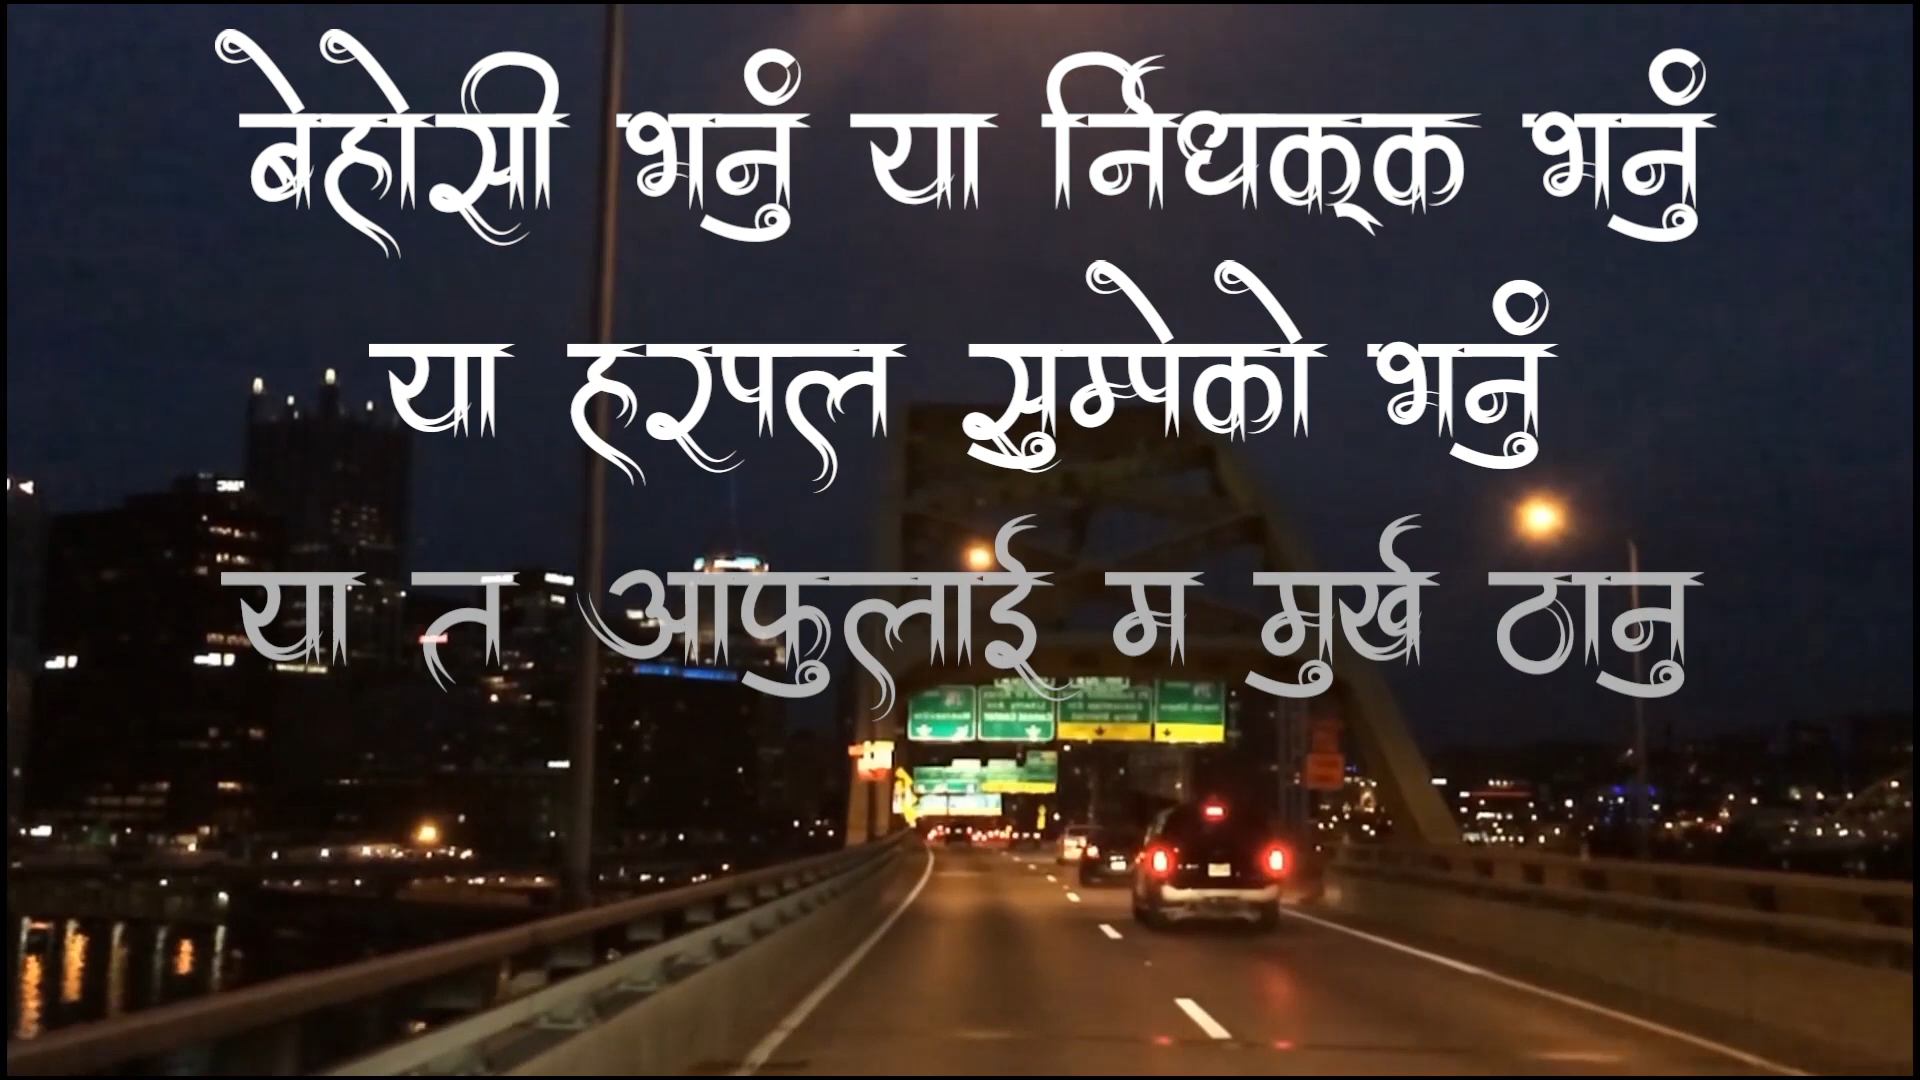 बेहोसी भनुं या र्निधक्क भनुं
या हरपल सुम्पेको भनुं
या त आफुलाई म मुर्ख ठानु